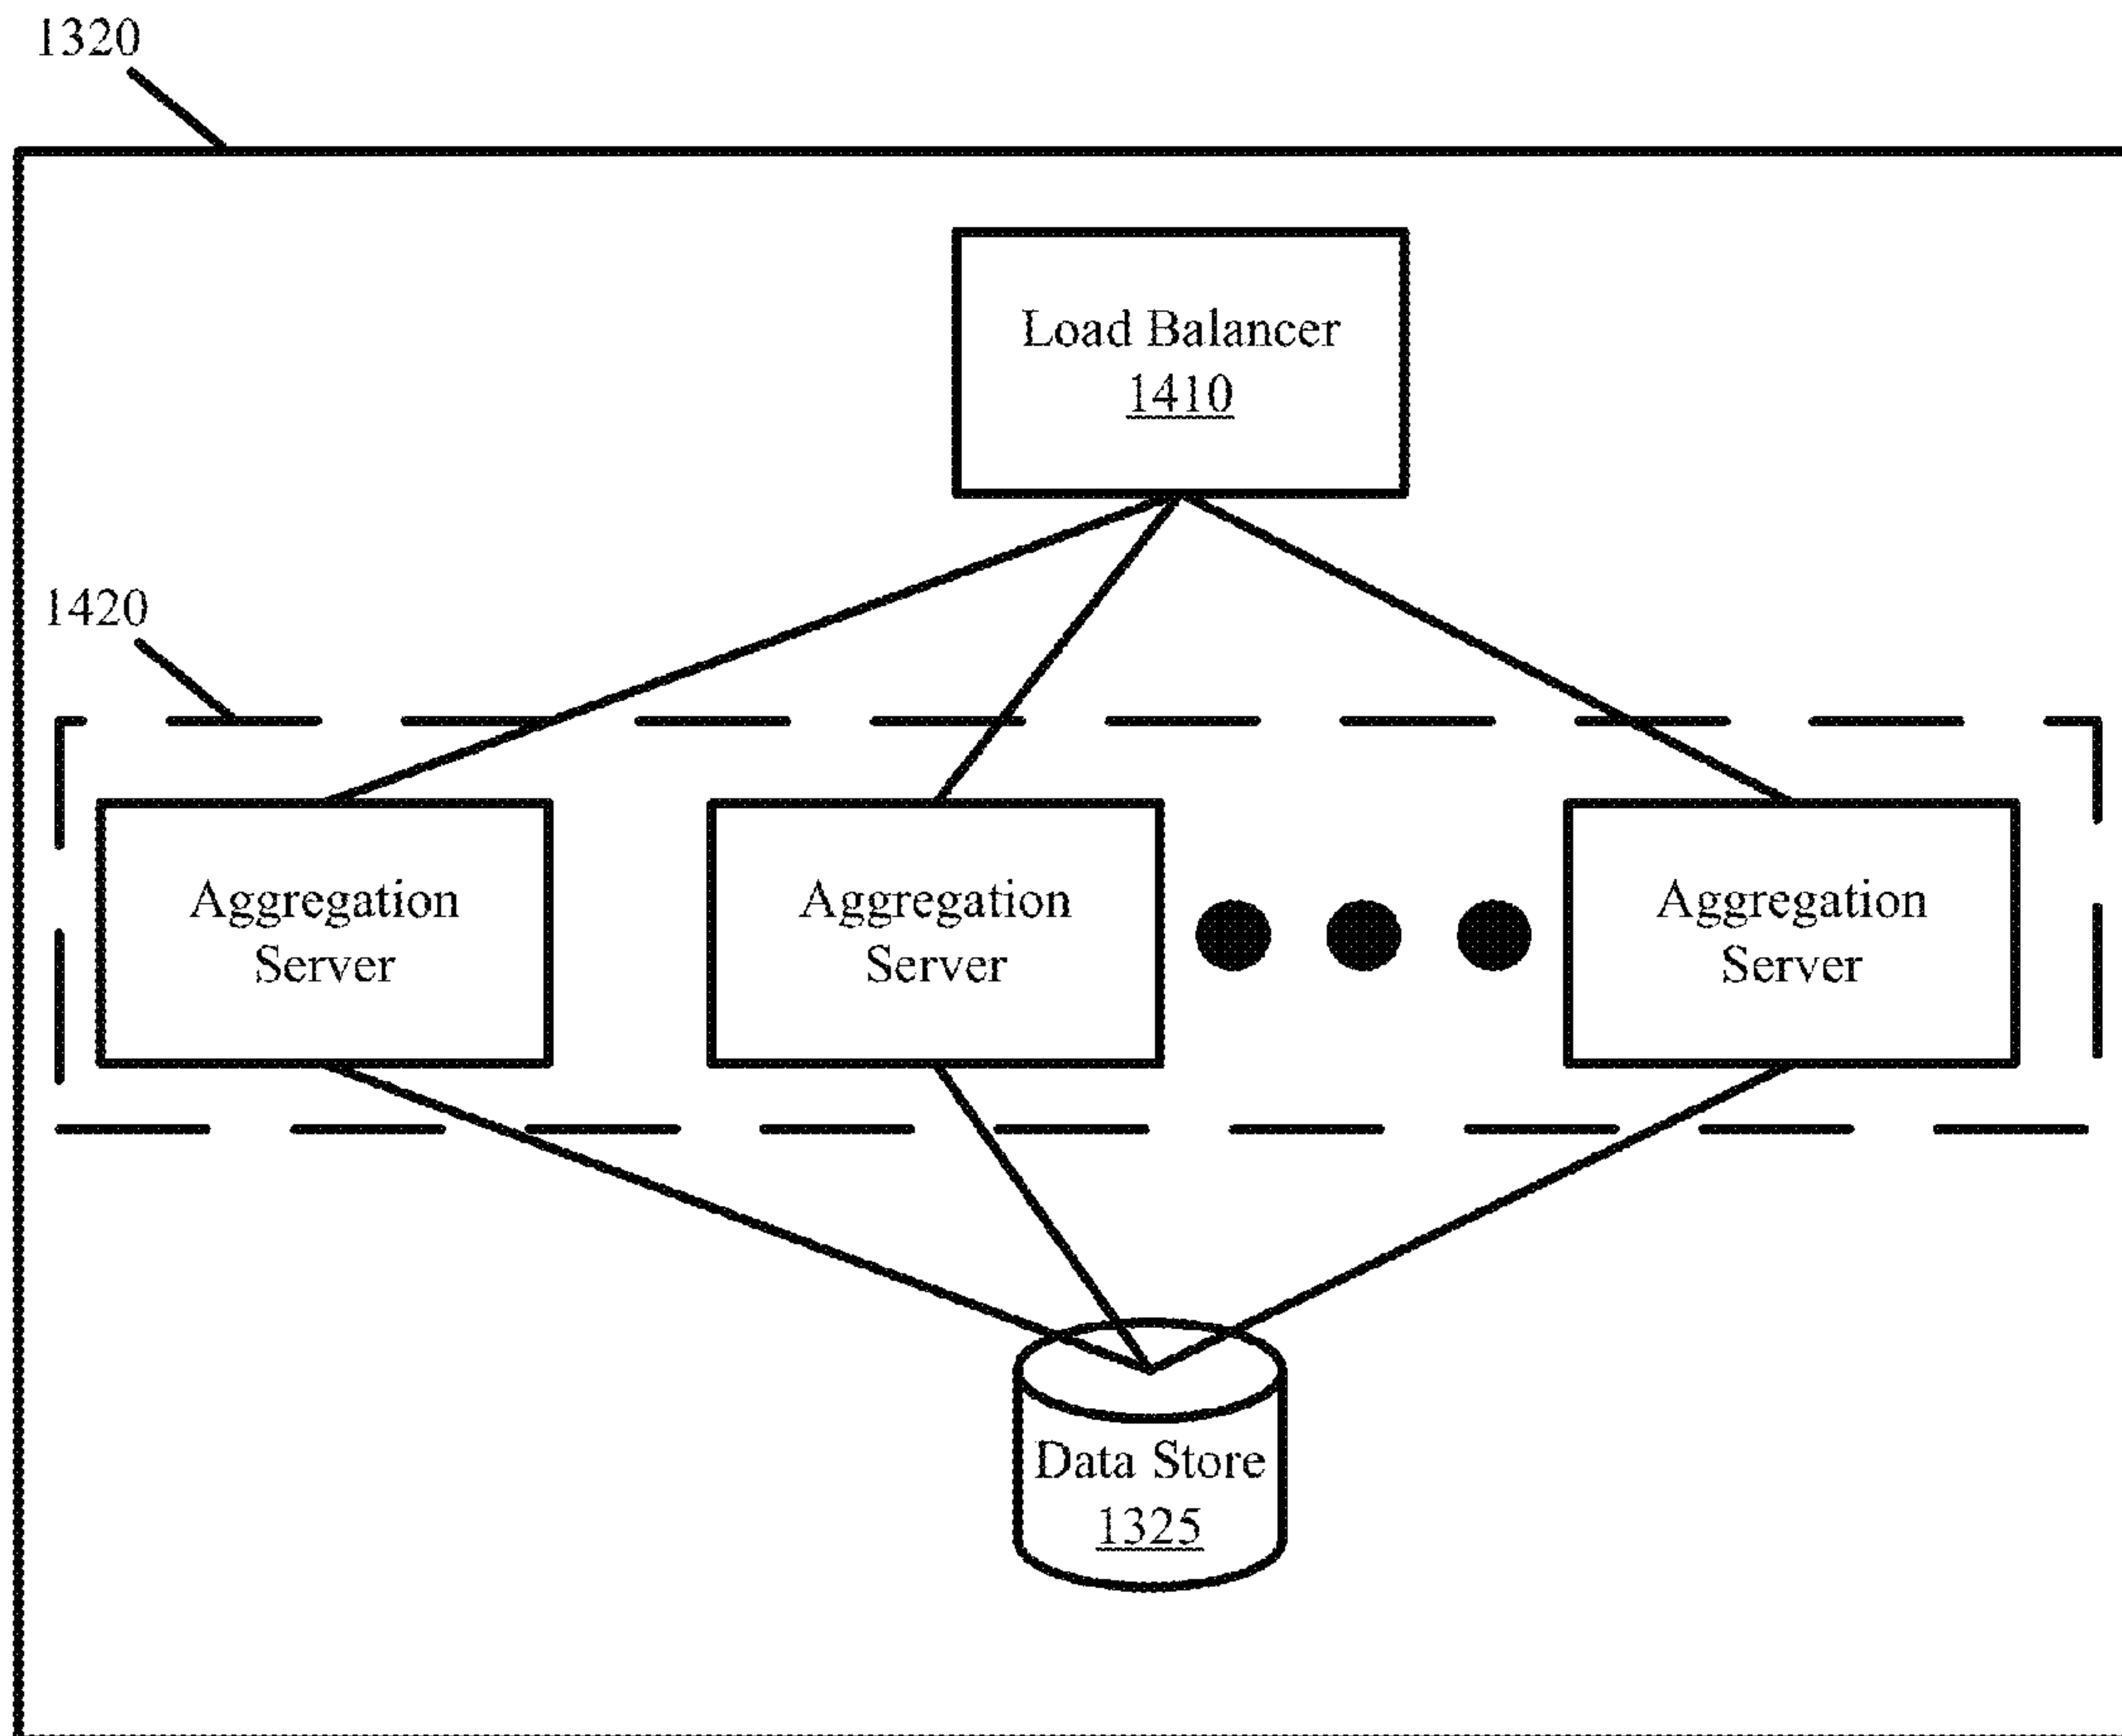 1320
Load Balancer
1410
1420
Aggregation
Server
Aggregation
Server
Aggregation
Server
Data Store
1325